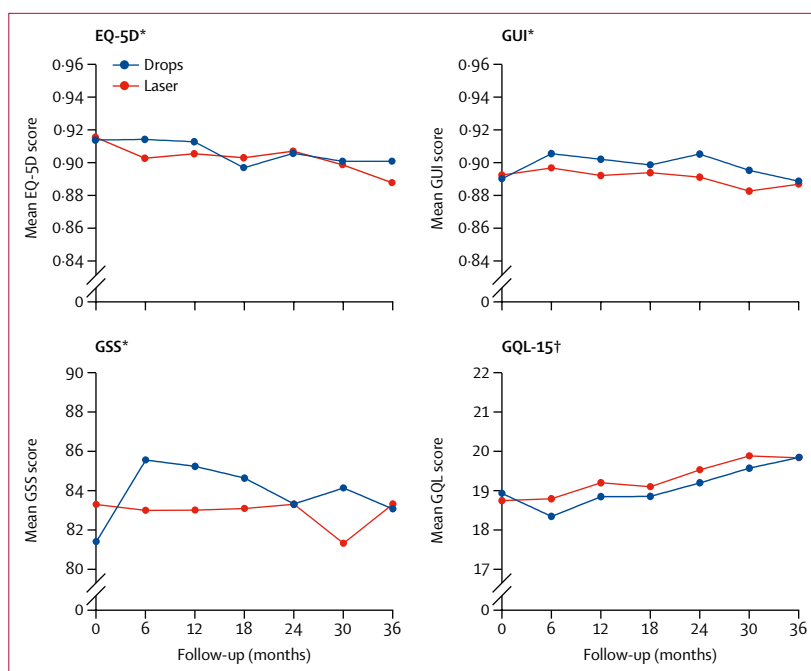 EQ-5D*
Drops
Laser
0·96
0·94
0·92
0·90
0·88
0·86
0·84
0
Mean EQ-5D score
GUI*
0·96
0·94
0·92
0·90
0·88
0·86
0·84
0
Mean GUI score
GSS*
90
88
86
84
82
80
0
Mean GSS score
0 6 12 18 24 30 36
Follow-up (months)
GQL-15†
22
21
20
19
18
17
0
Mean GQL score
0 6 12 18 24 30 36
Follow-up (months)